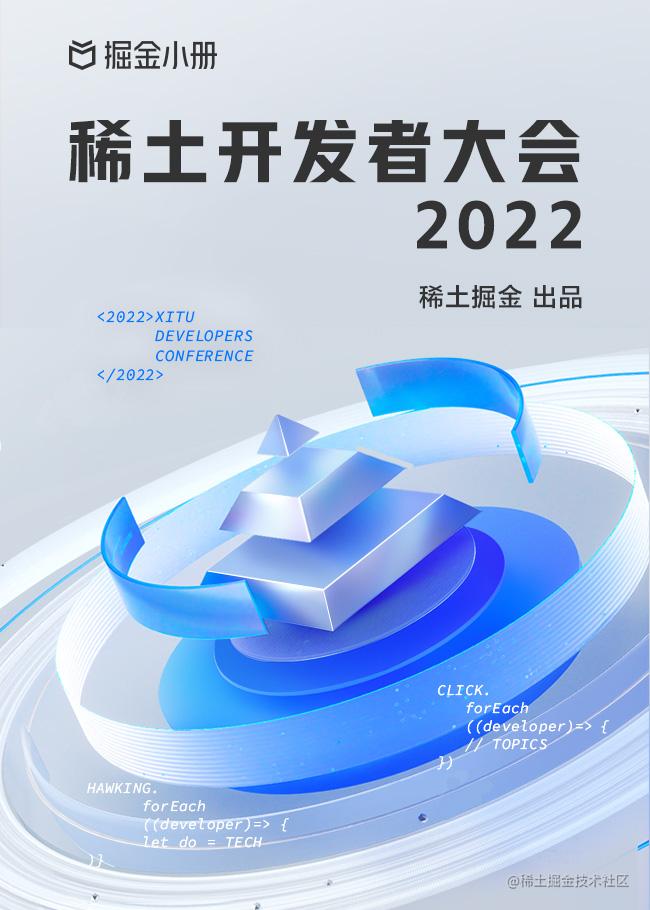 掘金小册
稀土开发者大会
2022
稀土掘金 出品
<2022>XITU
DEVELOPERS
CONFERENCE
</2022>
CLICK.
forEach
((developer)=> {
// TOPICS
})
HAWKING.
forEach
((developer)=> {
let do = TECH
)}
@稀土掘金技术社区